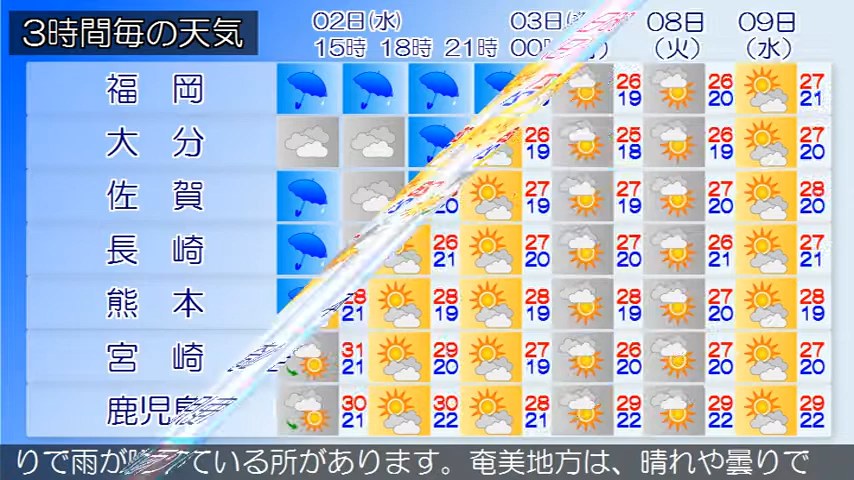 3時間毎の天気
02日(水) 03日 08日 09日
15時 18時 21時 00 (火) (水)
福岡 26 19 26 20 27 21
大分 26 19 25 18 26 19 27 20
佐賀 20 27 19 27 19 27 20 28 20
長崎 26 21 27 20 27 20 26 21 27 21
熊本 28 21 28 19 28 19 28 19 27 20 28 19
宮崎 31 21 29 20 27 19 26 20 27 20 27 20
鹿児島 30 21 30 22 28 21 29 22 29 22 29 22
りで雨が ている所があります。奄美地方は、晴れや曇りで